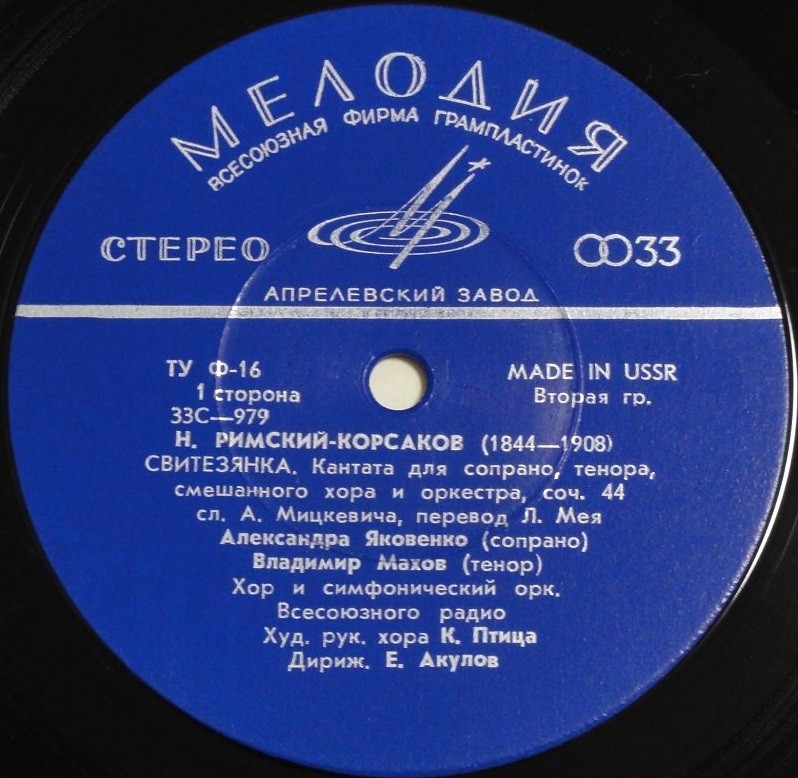 МЕЛОДИЯ
ВСЕСОЮЗНАЯ ФИРМА ГРАМПЛАСТИНОК
СТЕРЕО 33
АПРЕЛЕВСКИЙ ЗАВОД
ТУ Ф-16 MADE IN USSR
1 сторона Вторая гр.
33С—979
Н. РИМСКИЙ-КОРСАКОВ (1844—1908)
СВИТЕЗЯНКА. Кантата для сопрано, тенора,
смешанного хора и оркестра, соч. 44
сл. А. Мицкевича, перевод Л. Мея
Александра Яковенко (сопрано)
Владимир Махов (тенор)
Хор и симфонический орк.
Всесоюзного радио
Худ. рук. хора К. Птица
Дириж. Е. Акулов